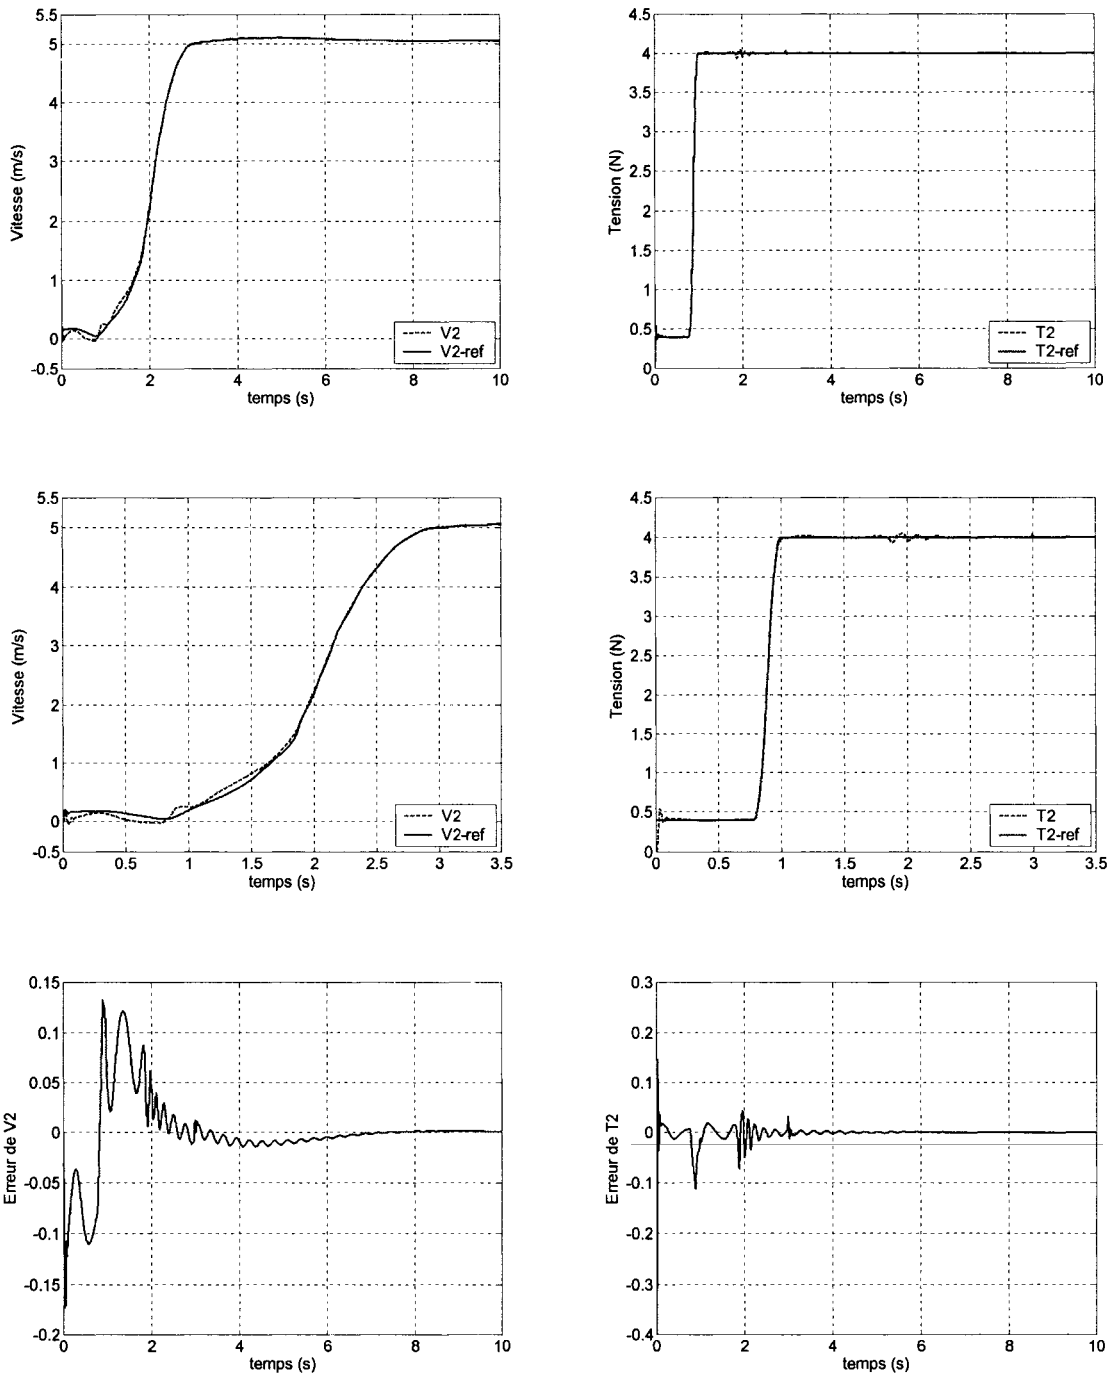 5.5
5
4
3
2
1
0
-0.5
Vitesse (m/s)
0 2 4 6 8 10
temps (s)
V2
V2-ref
4.5
4
3.5
3
2.5
2
1.5
1
0.5
0
Tension (N)
0 2 4 6 8 10
temps (s)
T2
T2-ref
5.5
5
4
3
2
1
0
-0.5
Vitesse (m/s)
0 0.5 1 1.5 2 2.5 3 3.5
temps (s)
V2
V2-ref
4.5
4
3.5
3
2.5
2
1.5
1
0.5
0
Tension (N)
0 0.5 1 1.5 2 2.5 3 3.5
temps (s)
T2
T2-ref
0.15
0.1
0.05
0
-0.05
-0.1
-0.15
-0.2
Erreur de V2
0 2 4 6 8 10
temps (s)
0.3
0.2
0.1
0
-0.1
-0.2
-0.3
-0.4
Erreur de T2
0 2 4 6 8 10
temps (s)